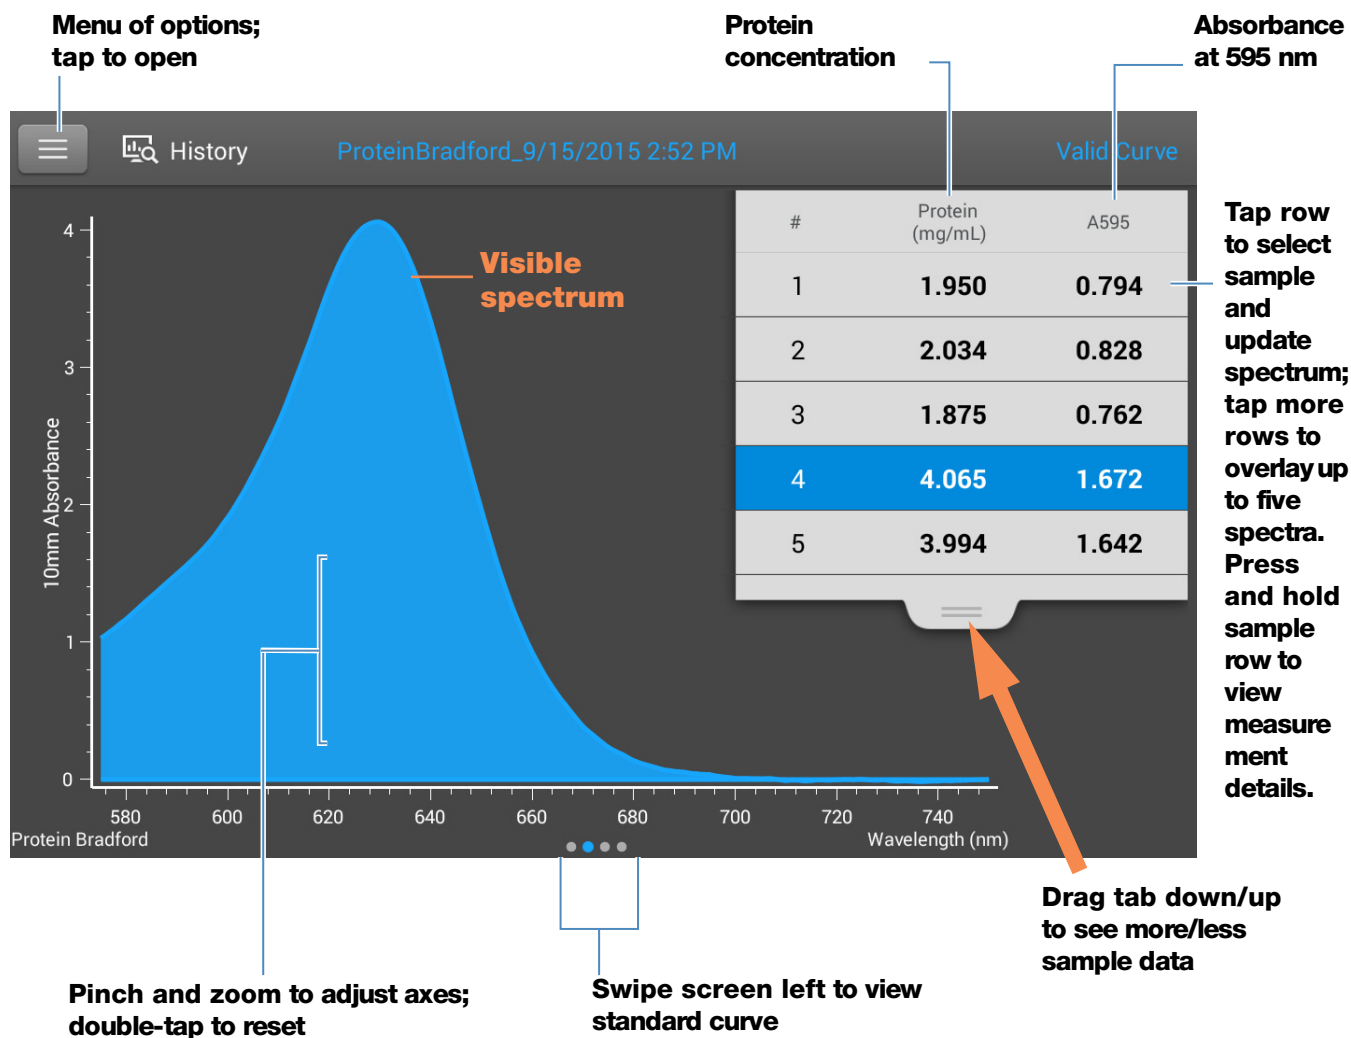 Menu of options;
tap to open
Protein
concentration
Absorbance
at 595 nm
History
ProteinBradford_9/15/2015 2:52 PM
Valid Curve
# Protein (mg/mL) A595
1 1.950 0.794
2 2.034 0.828
3 1.875 0.762
4 4.065 1.672
5 3.994 1.642
Visible
spectrum
Tap row
to select
sample
and
update
spectrum;
tap more
rows to
overlay up
to five
spectra.
Press
and hold
sample
row to
view
measure
ment
details.
10mm Absorbance
4
3
2
1
0
580 600 620 640 660 680 700 720 740
Protein Bradford
Wavelength (nm)
Drag tab down/up
to see more/less
sample data
Pinch and zoom to adjust axes;
double-tap to reset
Swipe screen left to view
standard curve